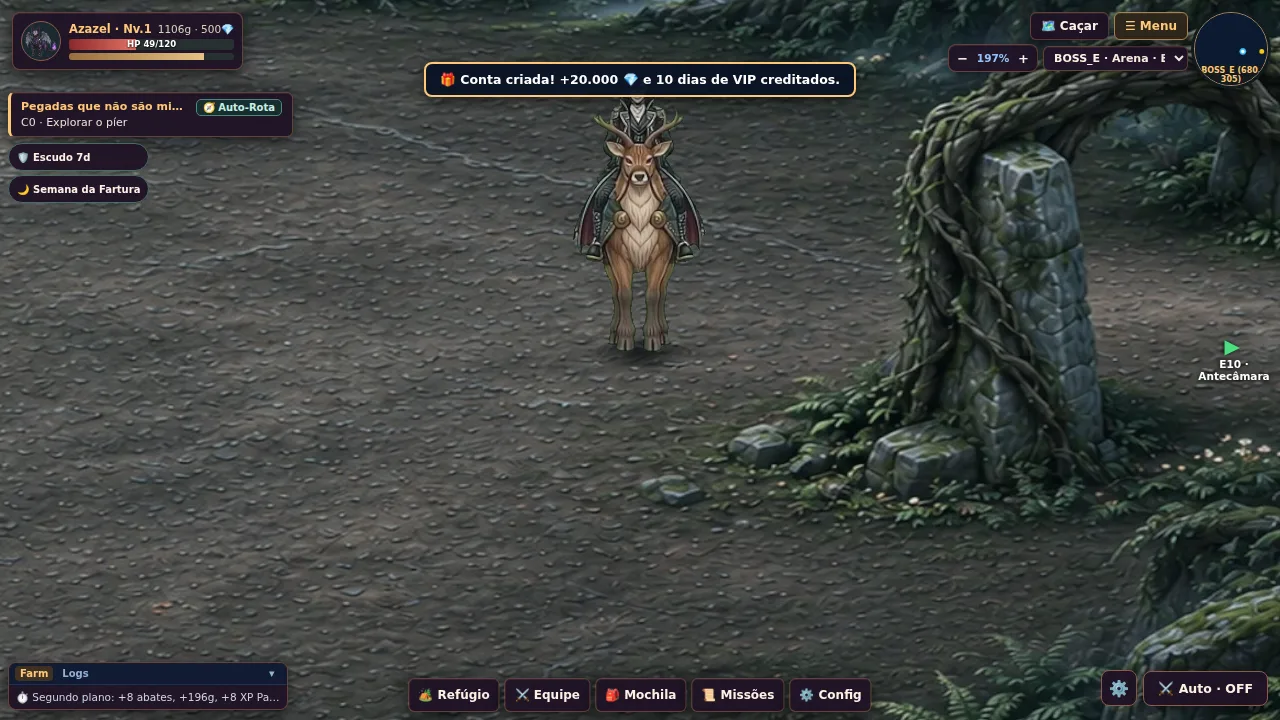 Azazel · Nv.1 1106g · 500💎
HP 49/120
Pegadas que não são mi...
🧭 Auto-Rota
C0 · Explorar o píer
🛡️ Escudo 7d
🌙 Semana da Fartura
🎁 Conta criada! +20.000 💎 e 10 dias de VIP creditados.
🗺️ Caçar
☰ Menu
− 197% +
BOSS_E · Arena · E
BOSS_E (680,
305)
E10 ·
Antecâmara
Farm Logs ▾
⏱️ Segundo plano: +8 abates, +196g, +8 XP Pa...
🏕️ Refúgio
⚔️ Equipe
🎒 Mochila
📜 Missões
⚙️ Config
⚔️ Auto · OFF